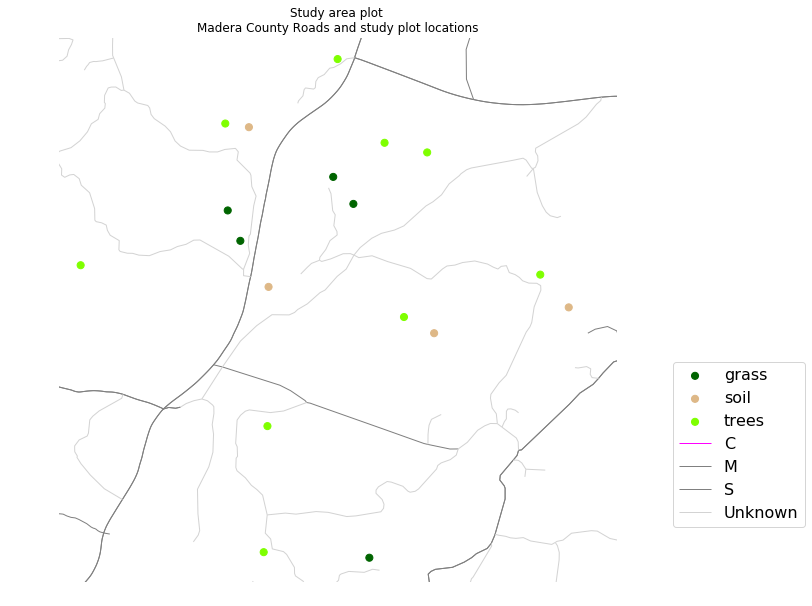 Study area plot
Madera County Roads and study plot locations
grass
soil
trees
C
M
S
Unknown